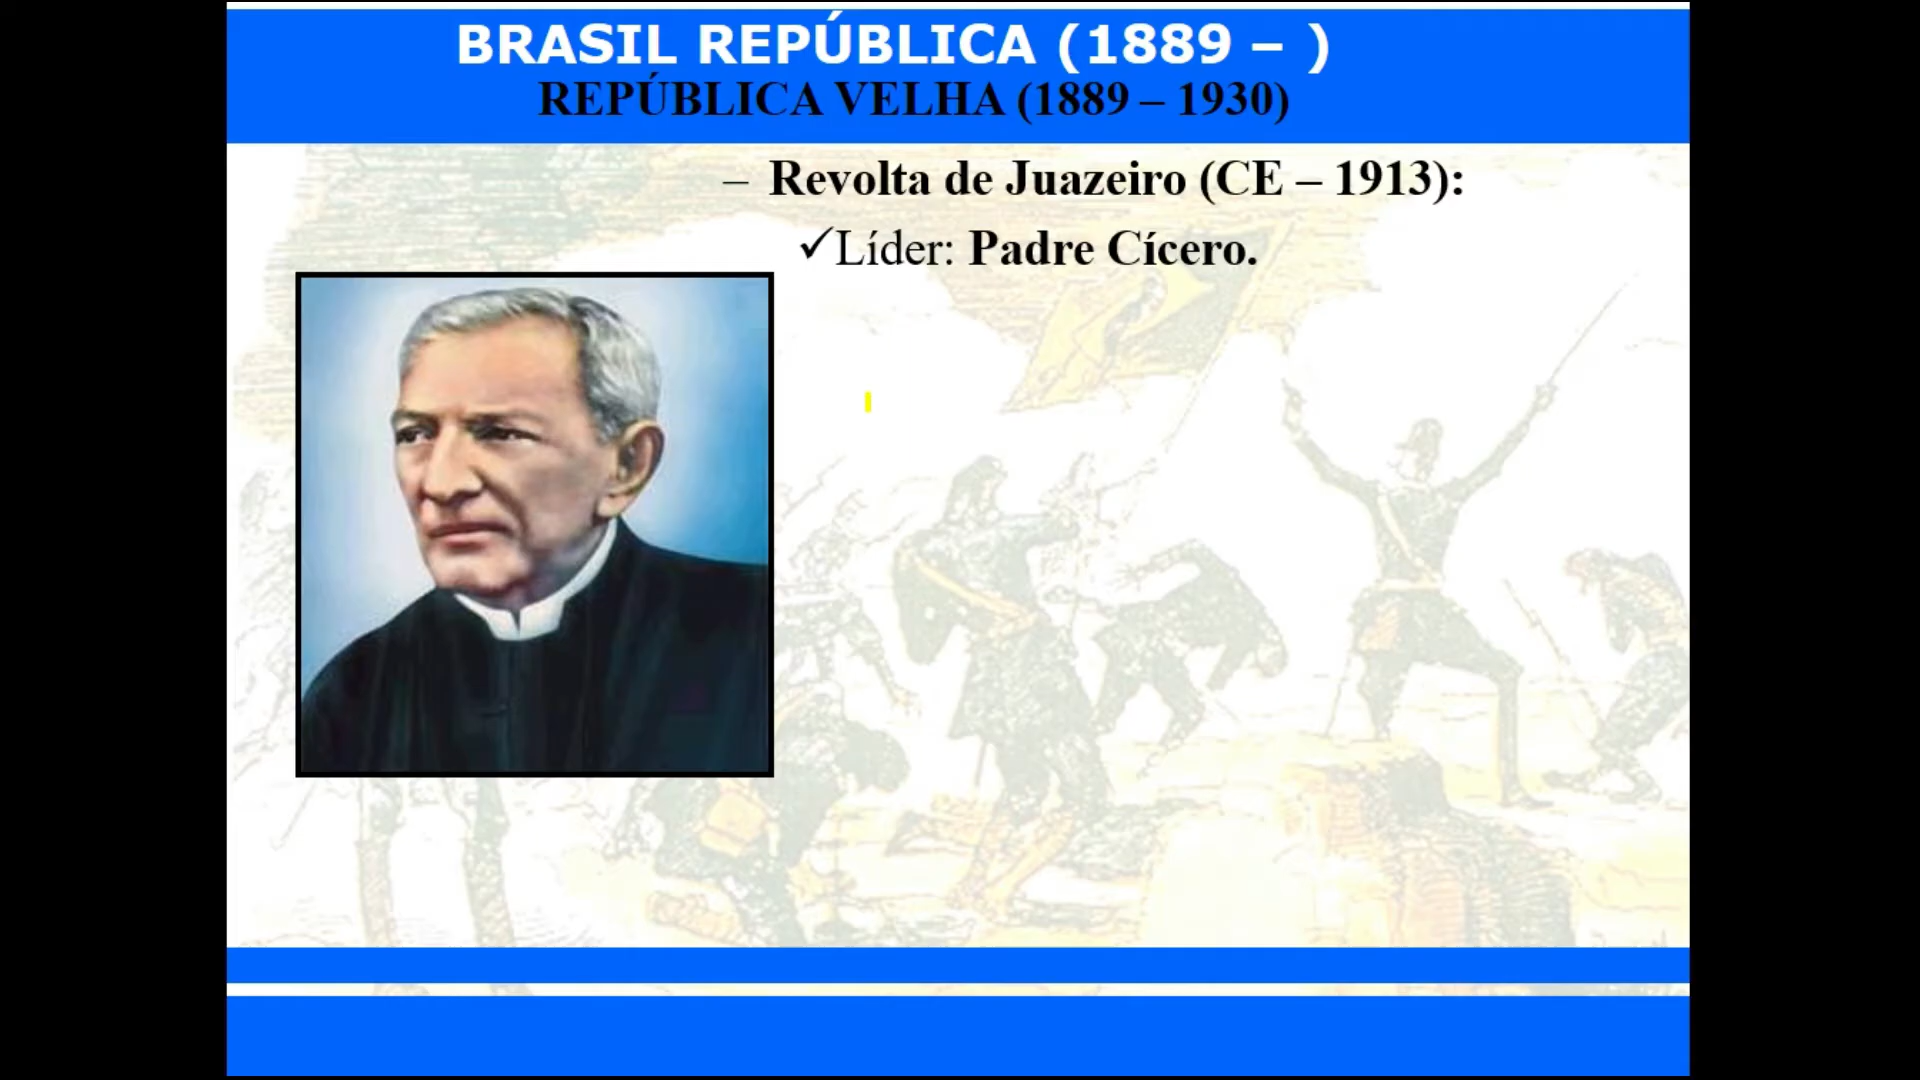 BRASIL REPÚBLICA (1889 – )
REPÚBLICA VELHA (1889 – 1930)
– Revolta de Juazeiro (CE – 1913):
✓Líder: Padre Cícero.